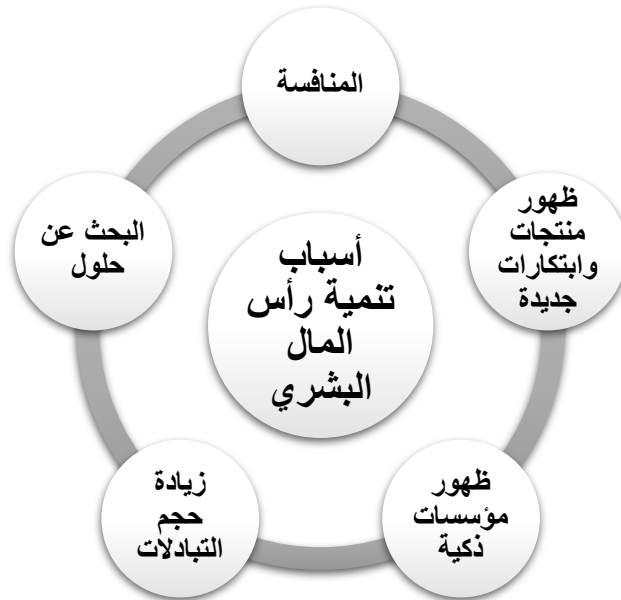 المنافسة
ظهور
منتجات
وابتكارات
جديدة
ظهور
مؤسسات
ذكية
زيادة
حجم
التبادلات
البحث عن
حلول
أسباب
تنمية رأس
المال
البشري